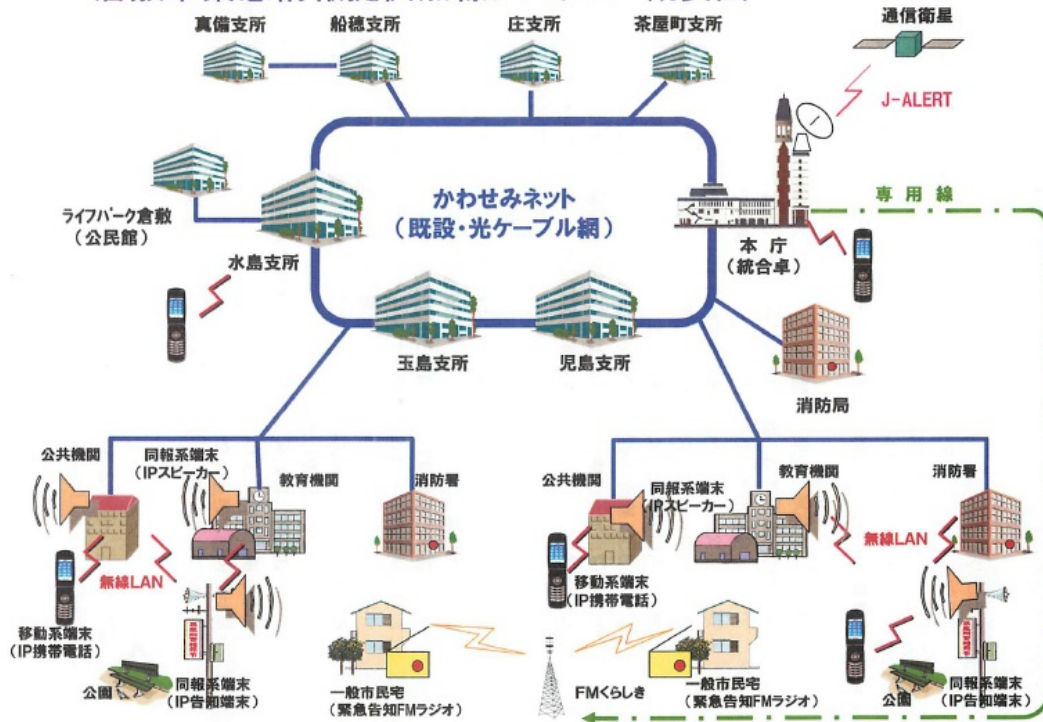 真備支所
船穂支所
庄支所
茶屋町支所
通信衛星
J-ALERT
かわせみネット
(既設・光ケーブル網)
専用線
ライフパーク倉敷
(公民館)
水島支所
本庁
(統合卓)
玉島支所
児島支所
消防局
公共機関
同報系端末
(IPスピーカー)
教育機関
消防署
無線LAN
移動系端末
(IP携帯電話)
公園
同報系端末
(IP告知端末)
一般市民宅
(緊急告知FMラジオ)
FMくらしき
公共機関
同報系端末
(IPスピーカー)
教育機関
消防署
無線LAN
移動系端末
(IP携帯電話)
一般市民宅
(緊急告知FMラジオ)
公園
同報系端末
(IP告知端末)